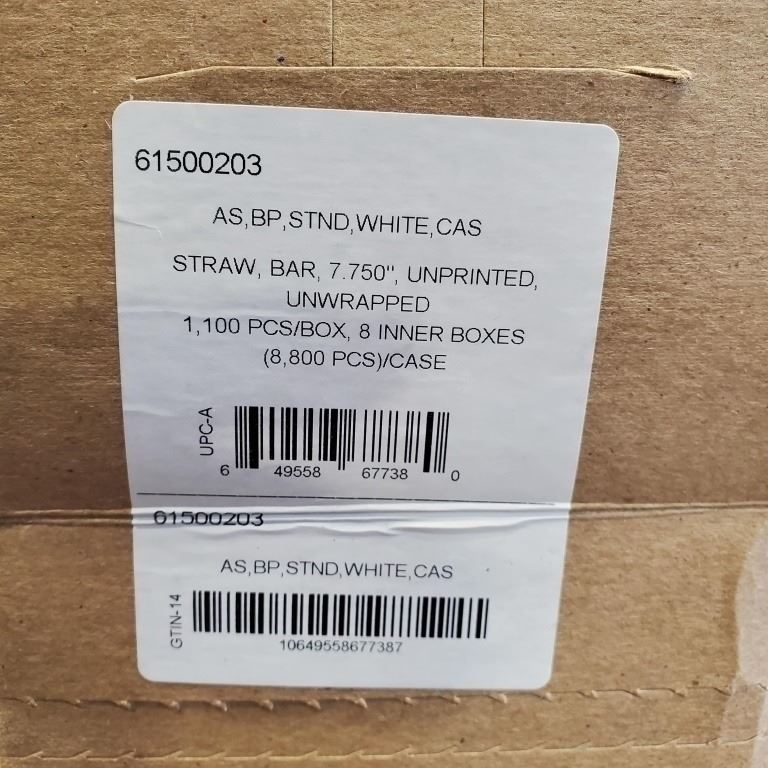 61500203
AS,BP,STND,WHITE,CAS
STRAW, BAR, 7.750", UNPRINTED,
UNWRAPPED
1,100 PCS/BOX, 8 INNER BOXES
(8,800 PCS)/CASE
UPC-A
6 49558 67738 0
61500203
AS,BP,STND,WHITE,CAS
GTIN-14
10649558677387